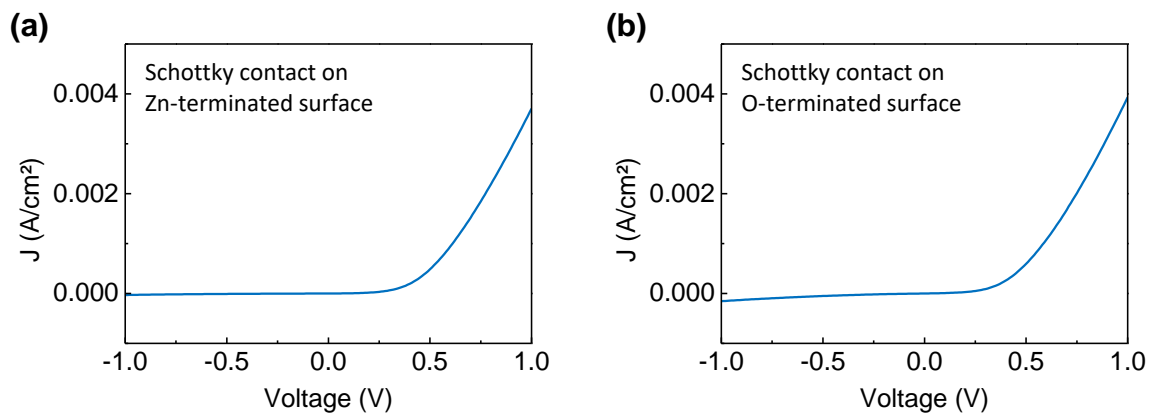 (a)
Schottky contact on
Zn-terminated surface
J (A/cm²)
0.004
0.002
0.000
-1.0 -0.5 0.0 0.5 1.0
Voltage (V)
(b)
Schottky contact on
O-terminated surface
J (A/cm²)
0.004
0.002
0.000
-1.0 -0.5 0.0 0.5 1.0
Voltage (V)